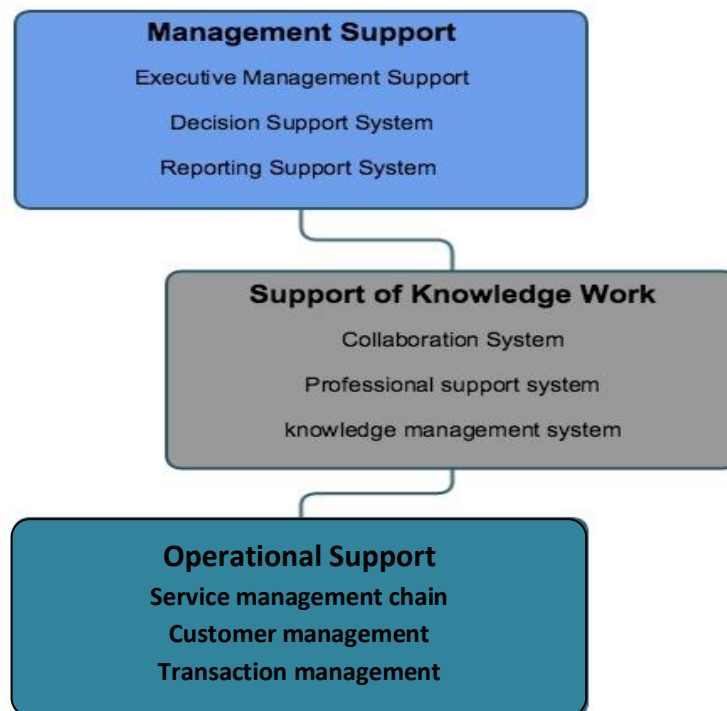 Management Support
Executive Management Support
Decision Support System
Reporting Support System
Support of Knowledge Work
Collaboration System
Professional support system
knowledge management system
Operational Support
Service management chain
Customer management
Transaction management